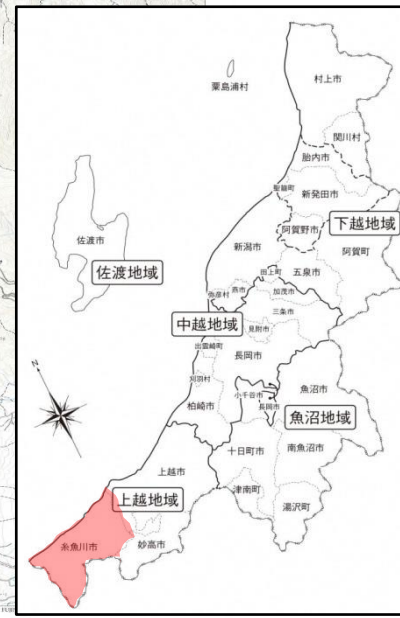 村上市
粟島浦村
関川村
胎内市
聖籠町
新発田市
下越地域
阿賀野市
佐渡市
新潟市
阿賀町
佐渡地域
田上町
五泉市
弥彦村
燕市
加茂市
中越地域
三条市
見附市
出雲崎町
長岡市
刈羽村
魚沼市
小千谷市
長岡市
柏崎市
魚沼地域
十日町市
南魚沼市
上越市
上越地域
津南町
湯沢町
糸魚川市
妙高市
N